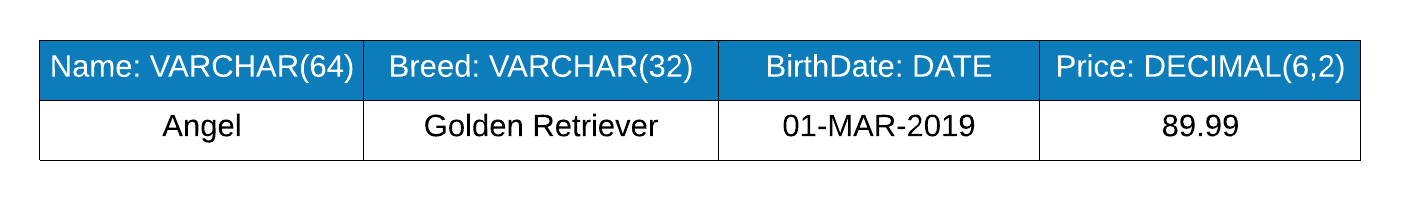 Name: VARCHAR(64) Breed: VARCHAR(32) BirthDate: DATE Price: DECIMAL(6,2)
Angel Golden Retriever 01-MAR-2019 89.99